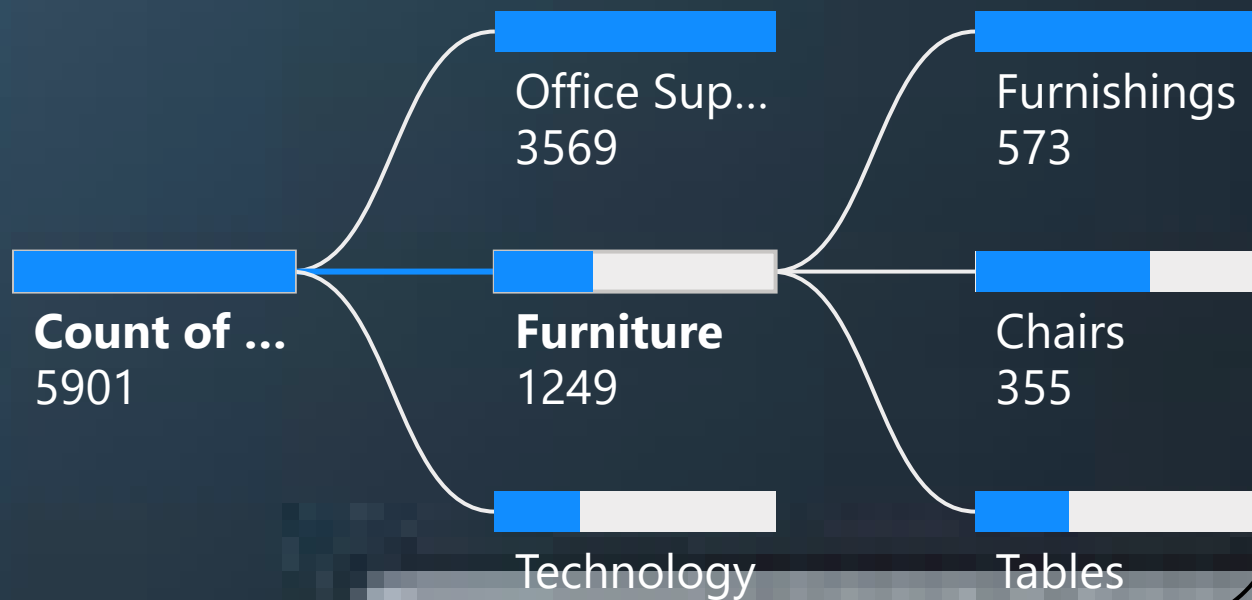 Office Sup...
3569
Furnishings
573
Count of ...
5901
Furniture
1249
Chairs
355
Technology
Tables